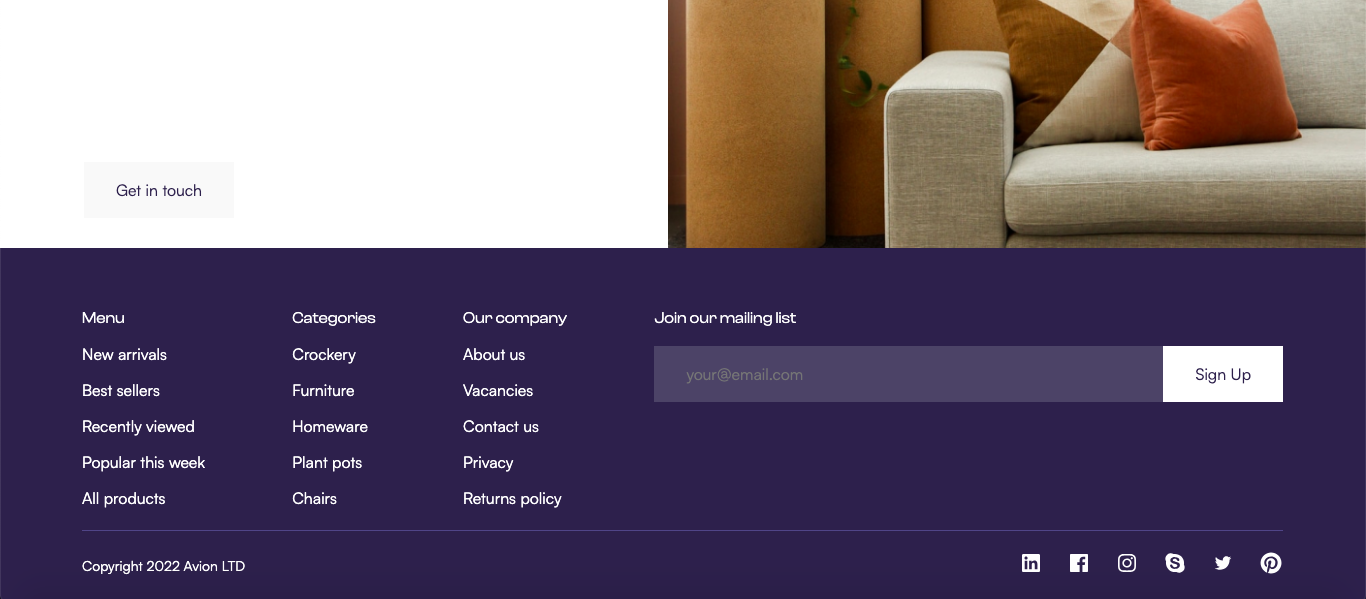 Get in touch
Menu
New arrivals
Best sellers
Recently viewed
Popular this week
All products
Categories
Crockery
Furniture
Homeware
Plant pots
Chairs
Our company
About us
Vacancies
Contact us
Privacy
Returns policy
Join our mailing list
your@email.com
Sign Up
Copyright 2022 Avion LTD